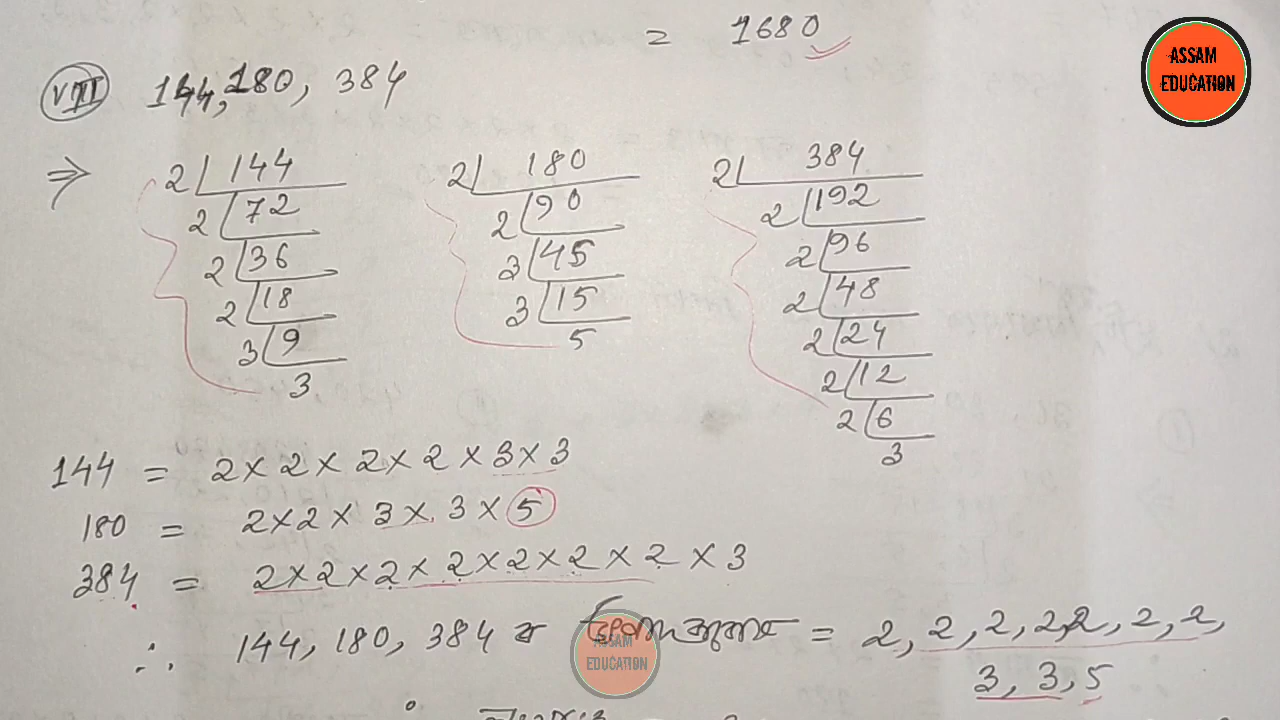 = 1680
ASSAM
EDUCATION
VIII 144, 180, 384
⇒ 2 | 144 2 | 180 2 | 384
2 | 72 2 | 90 2 | 192
2 | 36 3 | 45 2 | 96
2 | 18 3 | 15 2 | 48
3 | 9 5 2 | 24
3 2 | 12
2 | 6
3
144 = 2 × 2 × 2 × 2 × 3 × 3
180 = 2 × 2 × 3 × 3 × 5
384 = 2 × 2 × 2 × 2 × 2 × 2 × 2 × 3
∴ 144, 180, 384 ৰ = 2, 2, 2, 2, 2, 2, 2,
3, 3, 5
ASSAM
EDUCATION